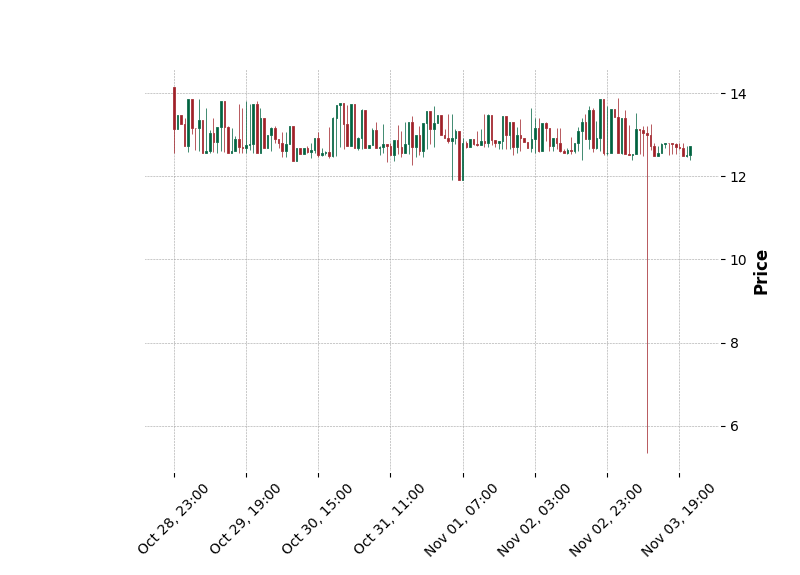 14
12
10
8
6
Price
Oct 28, 23:00
Oct 29, 19:00
Oct 30, 15:00
Oct 31, 11:00
Nov 01, 07:00
Nov 02, 03:00
Nov 02, 23:00
Nov 03, 19:00